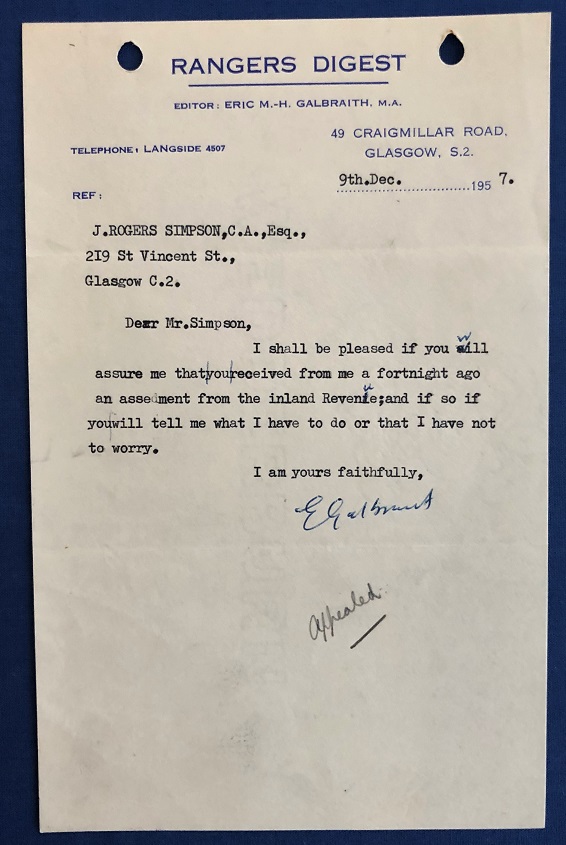 RANGERS DIGEST
EDITOR: ERIC M.-H. GALBRAITH, M.A.
49 CRAIGMILLAR ROAD,
TELEPHONE: LANGSIDE 4507
GLASGOW, S.2.
9th.Dec. 1957.
REF:
J.ROGERS SIMPSON,C.A.,Esq.,
219 St Vincent St.,
Glasgow C.2.
Dear Mr.Simpson,
I shall be pleased if you will
assure me that you received from me a fortnight ago
an assedment from the inland Revenue;and if so if
youwill tell me what I have to do or that I have not
to worry.
I am yours faithfully,
E Galbraith
Appealed